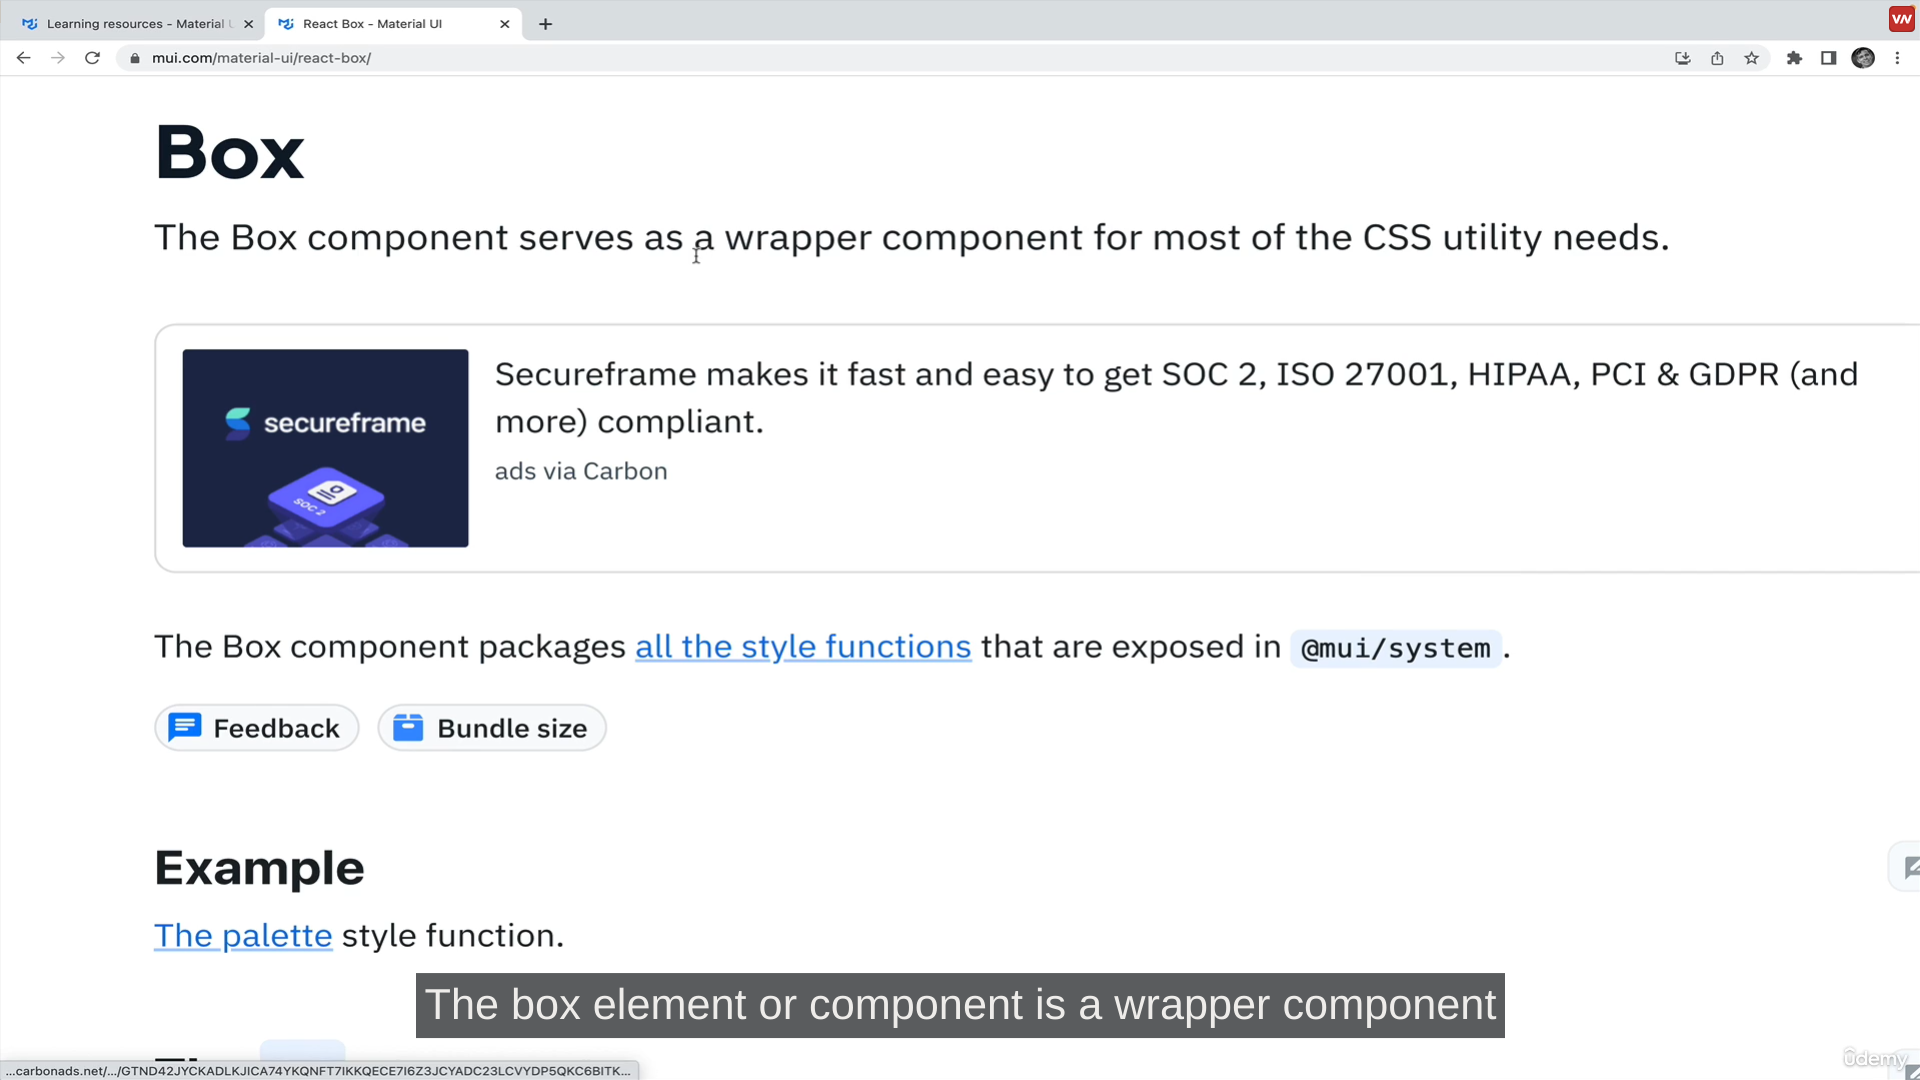 Learning resources - Material U
React Box - Material UI
VN
mui.com/material-ui/react-box/
Box
The Box component serves as a wrapper component for most of the CSS utility needs.
secureframe
SOC 2
Secureframe makes it fast and easy to get SOC 2, ISO 27001, HIPAA, PCI & GDPR (and
more) compliant.
ads via Carbon
The Box component packages all the style functions that are exposed in @mui/system.
Feedback
Bundle size
Example
The palette style function.
The box element or component is a wrapper component
...carbonads.net/.../GTND42JYCKADLKJICA74YKQNFT7IKKQECE7I6Z3JCYADC23LCVYDP5QKC6BITK...
ûdemy